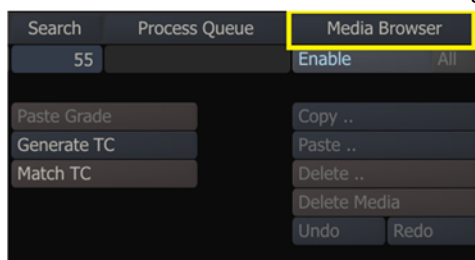 Search Process Queue Media Browser
55 Enable All
Paste Grade Copy ..
Generate TC Paste ..
Match TC Delete ..
Delete Media
Undo Redo